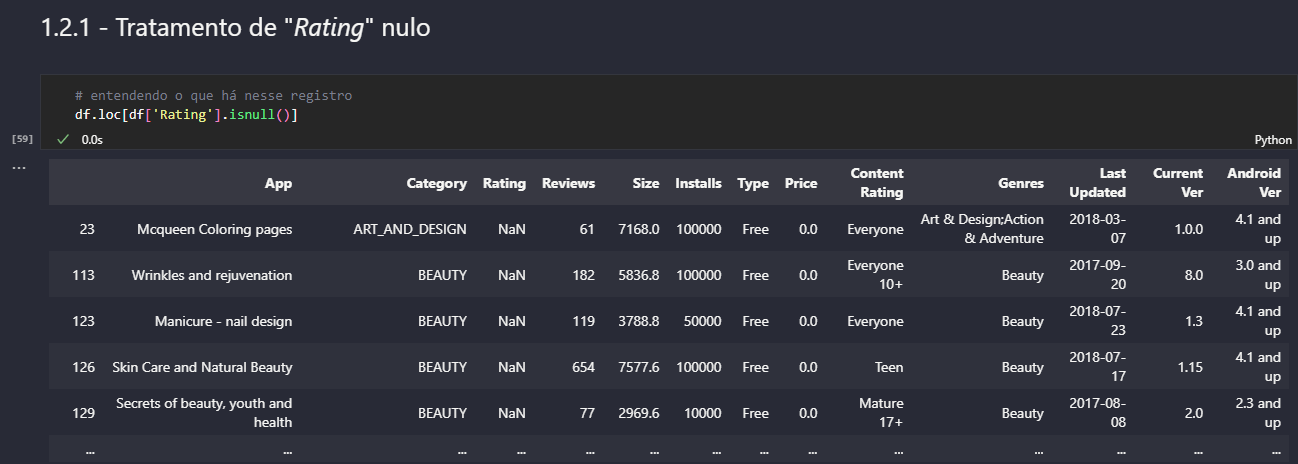 1.2.1 - Tratamento de "Rating" nulo
# entendendo o que há nesse registro
df.loc[df['Rating'].isnull()]
[59] 0.0s Python
...
App Category Rating Reviews Size Installs Type Price Content Rating Genres Last Updated Current Ver Android Ver
23 Mcqueen Coloring pages ART_AND_DESIGN NaN 61 7168.0 100000 Free 0.0 Everyone Art & Design;Action & Adventure 2018-03-07 1.0.0 4.1 and up
113 Wrinkles and rejuvenation BEAUTY NaN 182 5836.8 100000 Free 0.0 Everyone 10+ Beauty 2017-09-20 8.0 3.0 and up
123 Manicure - nail design BEAUTY NaN 119 3788.8 50000 Free 0.0 Everyone Beauty 2018-07-23 1.3 4.1 and up
126 Skin Care and Natural Beauty BEAUTY NaN 654 7577.6 100000 Free 0.0 Teen Beauty 2018-07-17 1.15 4.1 and up
129 Secrets of beauty, youth and health BEAUTY NaN 77 2969.6 10000 Free 0.0 Mature 17+ Beauty 2017-08-08 2.0 2.3 and up
... ... ... ... ... ... ... ... ... ... ... ... ... ...